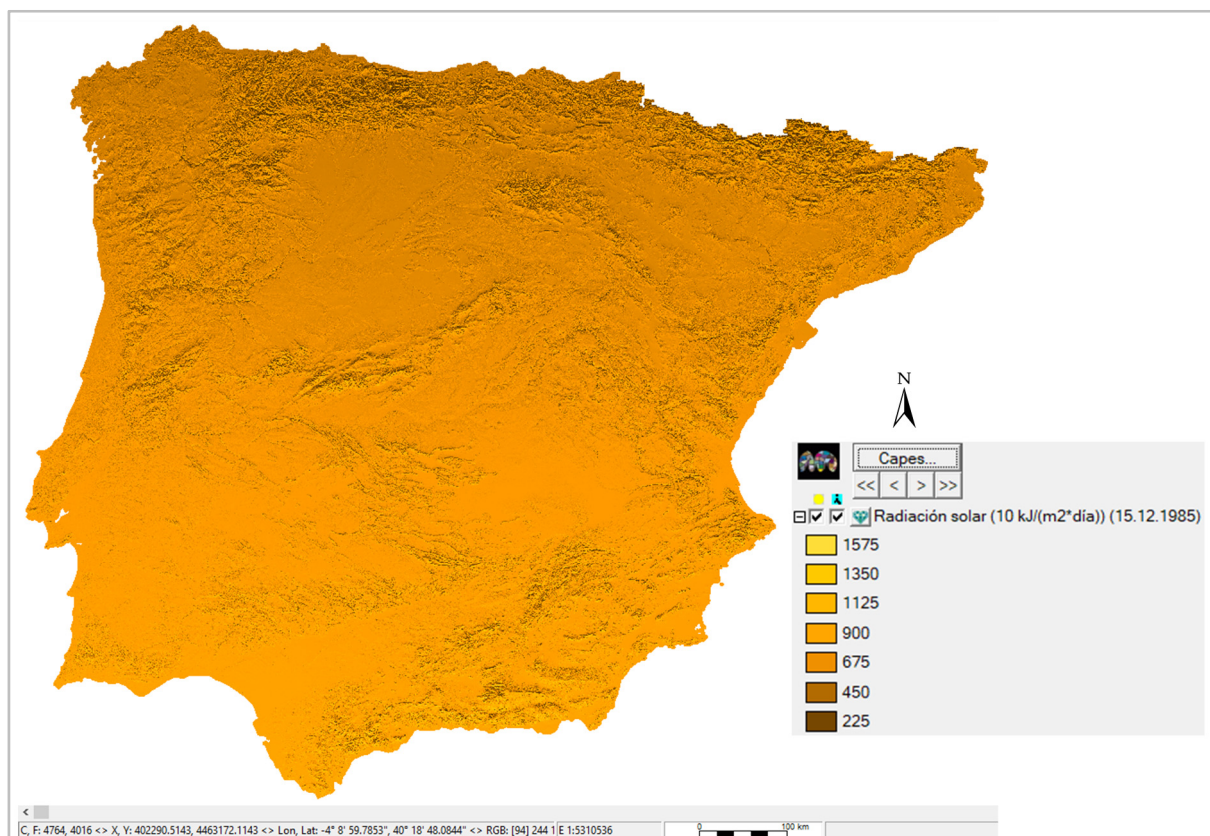 N
Capes...
<< < > >>
Radiación solar (10 kJ/(m2*día)) (15.12.1985)
1575
1350
1125
900
675
450
225
<
C, F: 4764, 4016 <> X, Y: 402290.5143, 4463172.1143 <> Lon, Lat: -4° 8' 59.7853", 40° 18' 48.0844" <> RGB: [94] 244 1 E 1:5310536
0 100 km